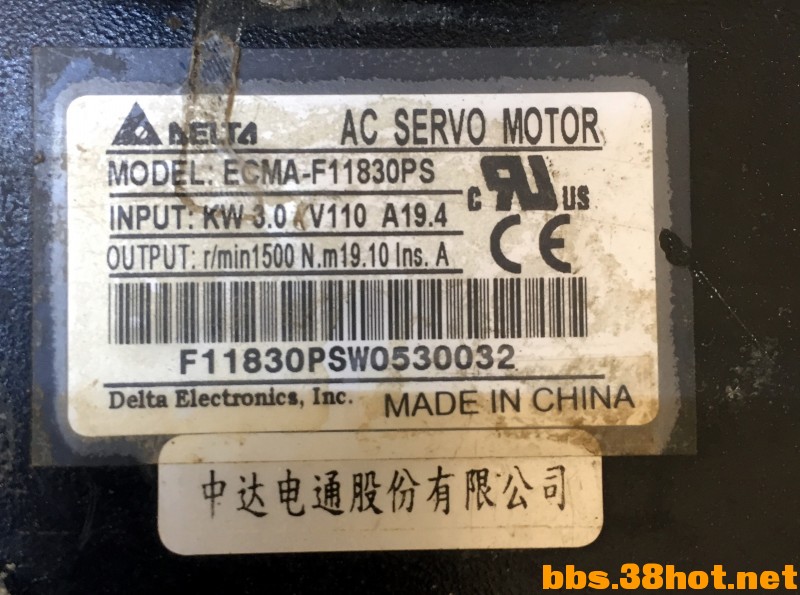 DELTA AC SERVO MOTOR
MODEL: ECMA-F11830PS
INPUT: KW 3.0 V110 A19.4
C RU US
CE
OUTPUT: r/min1500 N.m19.10 Ins. A
F11830PSW0530032
Delta Electronics, Inc. MADE IN CHINA
中达电通股份有限公司
bbs.38hot.net